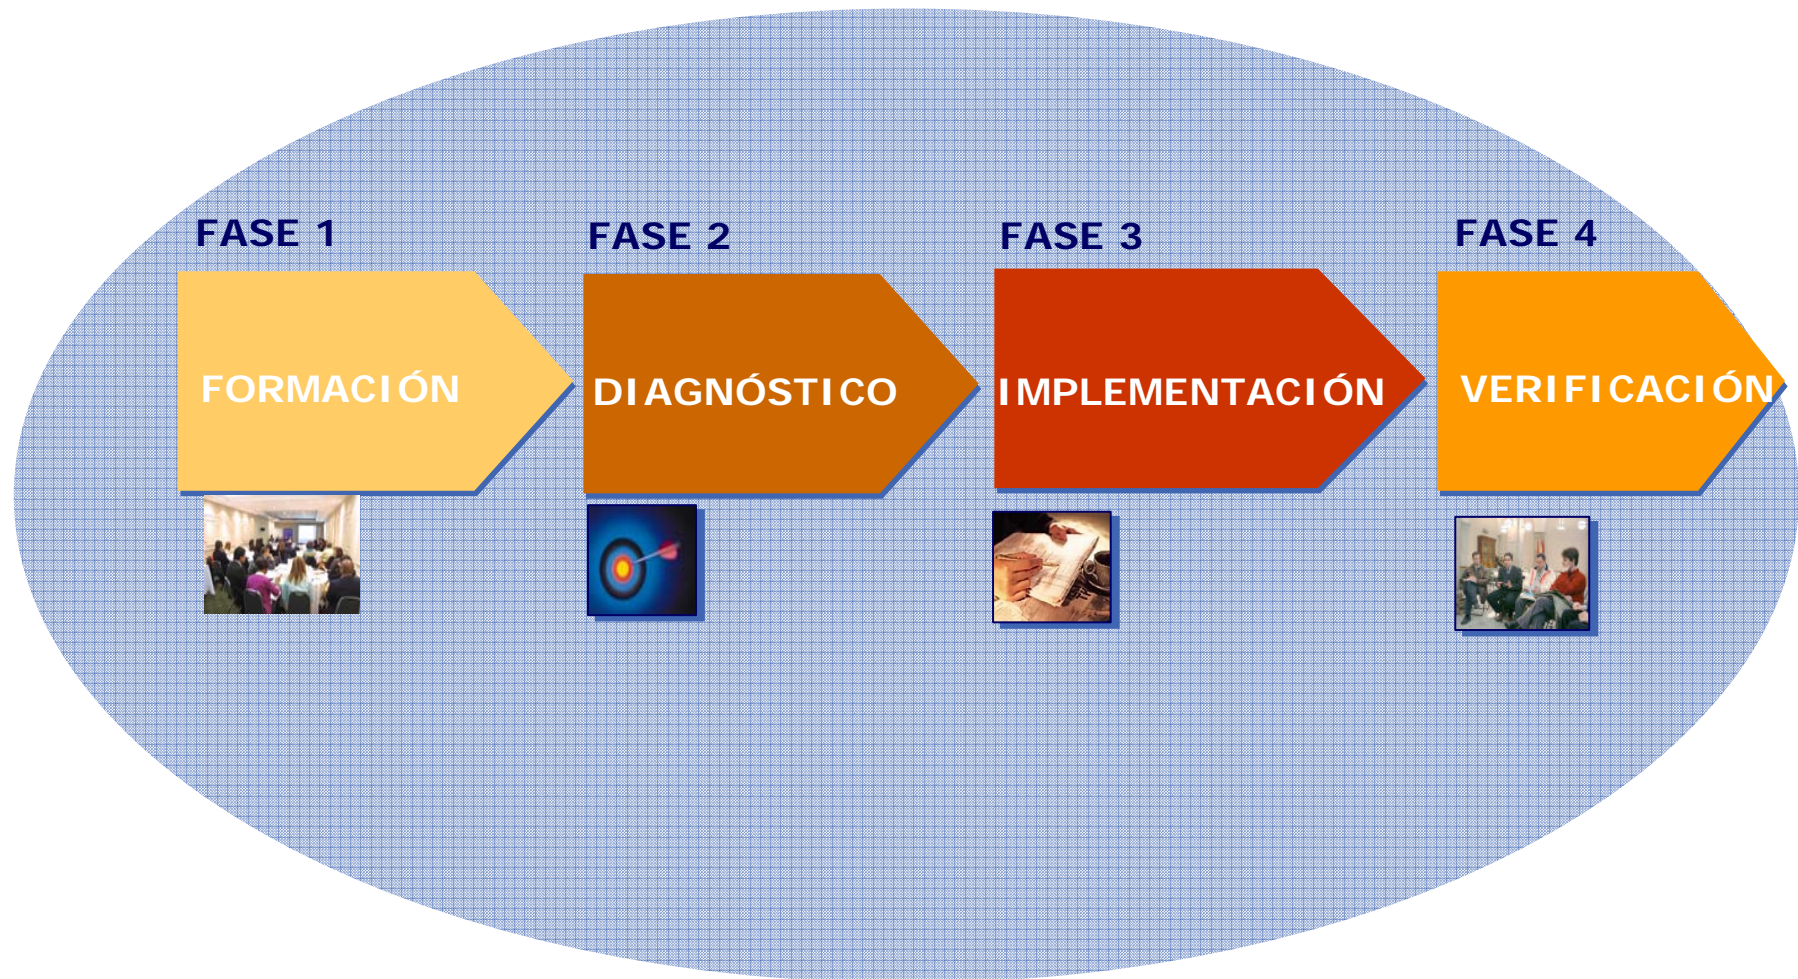 FASE 1
FASE 2
FASE 3
FASE 4
FORMACIÓN
DIAGNÓSTICO
IMPLEMENTACIÓN
VERIFICACIÓN